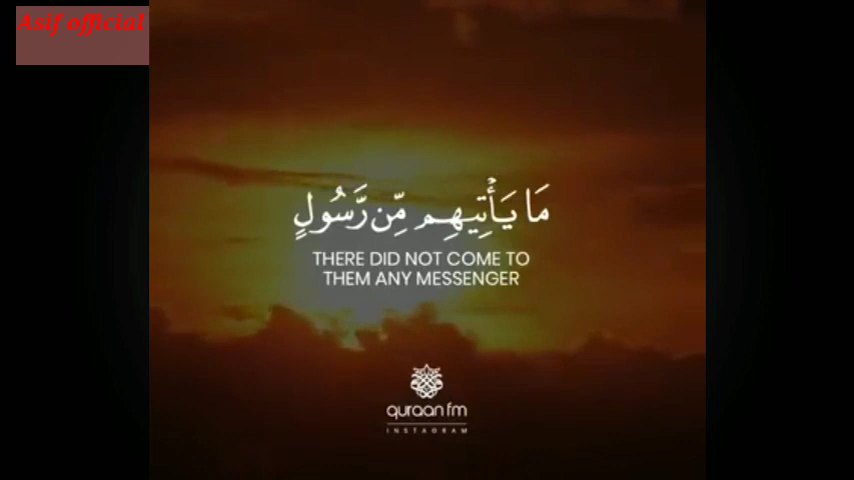 Asif official
مَا يَأْتِيهِم مِّن رَّسُولٍ
THERE DID NOT COME TO
THEM ANY MESSENGER
quraan fm
INSTAGRAM